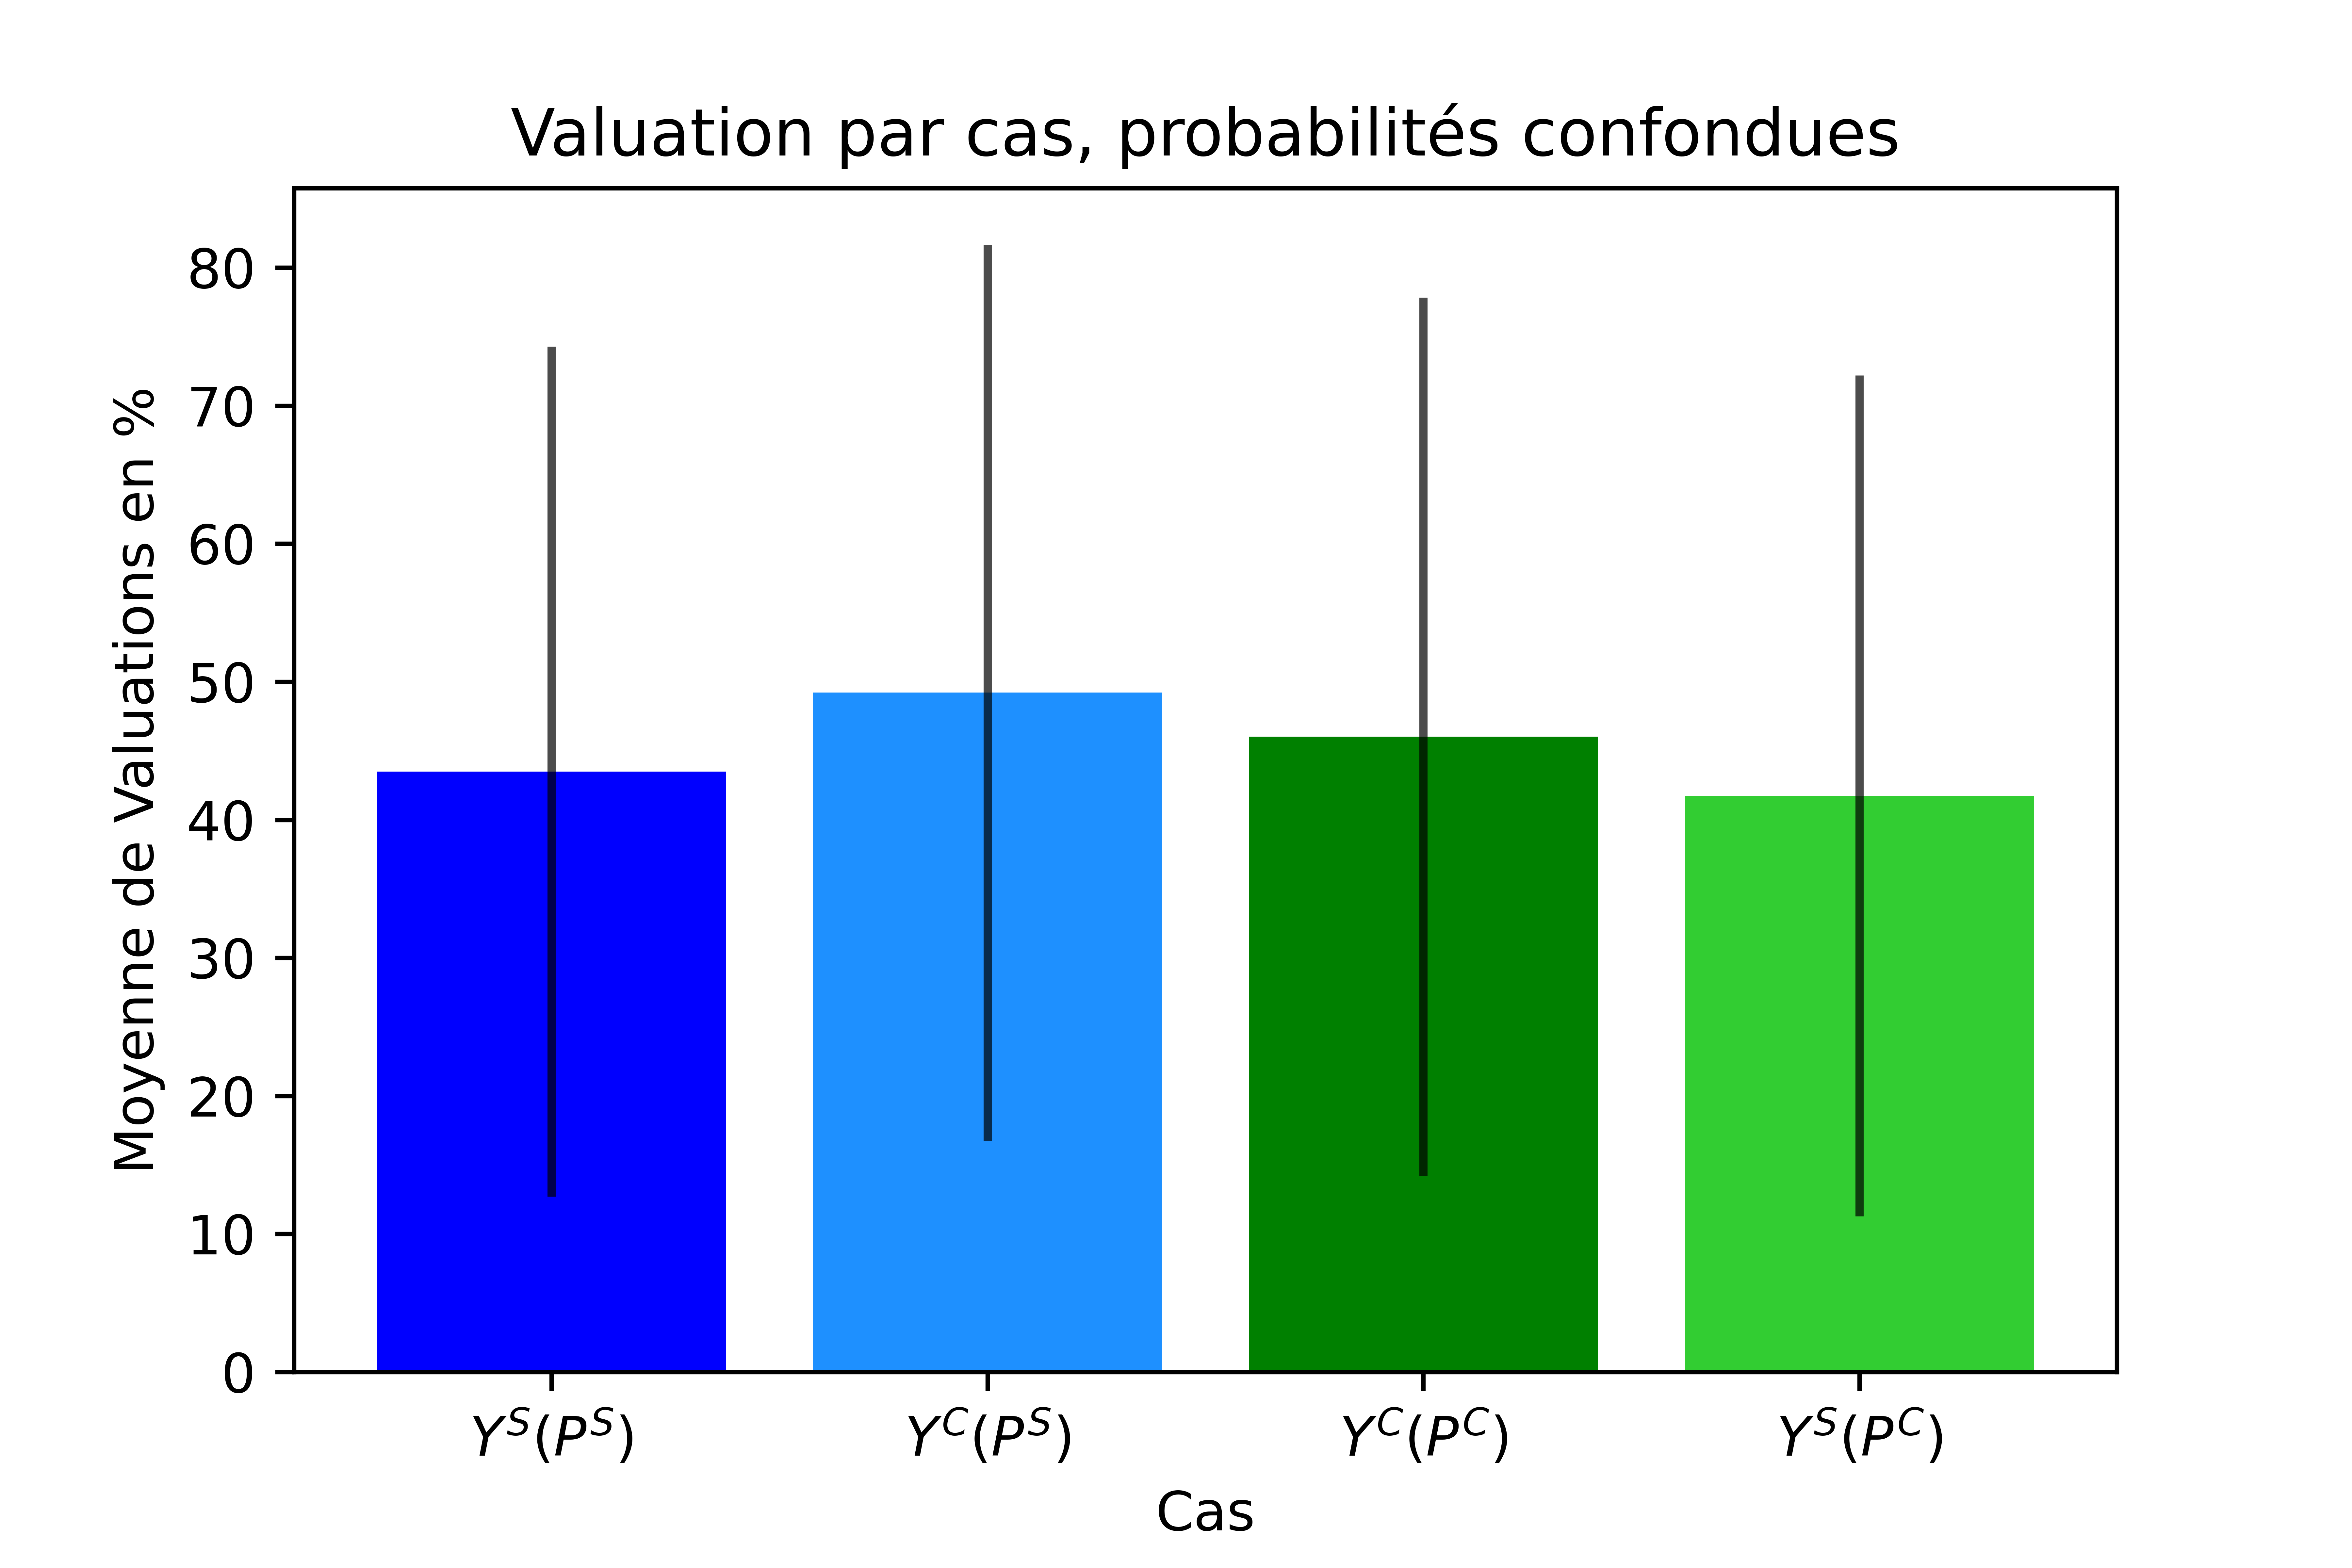 Valuation par cas, probabilités confondues
Moyenne de Valuations en %
80
70
60
50
40
30
20
10
0
Y^S(P^S)
Y^C(P^S)
Y^C(P^C)
Y^S(P^C)
Cas